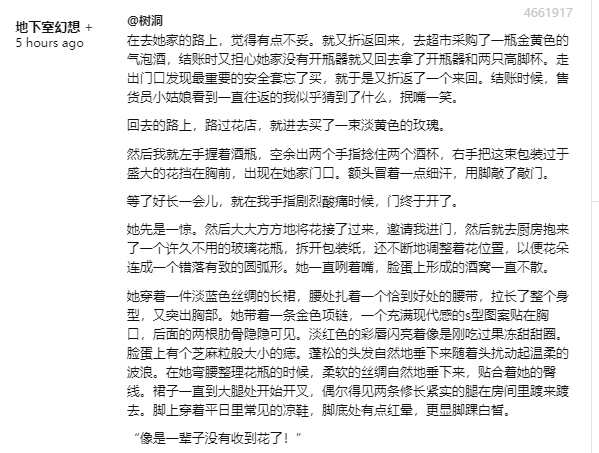 4661917
地下室幻想 +
5 hours ago
@树洞
在去她家的路上，觉得有点不妥。就又折返回来，去超市采购了一瓶金黄色的
气泡酒，结账时又担心她家没有开瓶器就又回去拿了开瓶器和两只高脚杯。走
出门口发现最重要的安全套忘了买，就于是又折返了一个来回。结账时候，售
货员小姑娘看到一直往返的我似乎猜到了什么，抿嘴一笑。
回去的路上，路过花店，就进去买了一束淡黄色的玫瑰。
然后我就左手握着酒瓶，空余出两个手指捻住两个酒杯，右手把这束包装过于
盛大的花挡在胸前，出现在她家门口。额头冒着一点细汗，用脚敲了敲门。
等了好长一会儿，就在我手指剧烈酸痛时候，门终于开了。
她先是一惊。然后大大方方地将花接了过来，邀请我进门，然后就去厨房抱来
了一个许久不用的玻璃花瓶，拆开包装纸，还不断地调整着花位置，以便花朵
连成一个错落有致的圆弧形。她一直咧着嘴，脸蛋上形成的酒窝一直不散。
她穿着一件淡蓝色丝绸的长裙，腰处扎着一个恰到好处的腰带，拉长了整个身
型，又突出胸部。她带着一条金色项链，一个充满现代感的s型图案贴在胸
口，后面的两根肋骨隐隐可见。淡红色的彩唇闪亮着像是刚吃过果冻甜甜圈。
脸蛋上有个芝麻粒般大小的痣。蓬松的头发自然地垂下来随着头扰动起温柔的
波浪。在她弯腰整理花瓶的时候，柔软的丝绸自然地垂下来，贴合着她的臀
线。裙子一直到大腿处开始开叉，偶尔得见两条修长紧实的腿在房间里踱来踱
去。脚上穿着平日里常见的凉鞋，脚底处有点红晕，更显脚踝白皙。
“像是一辈子没有收到花了！”